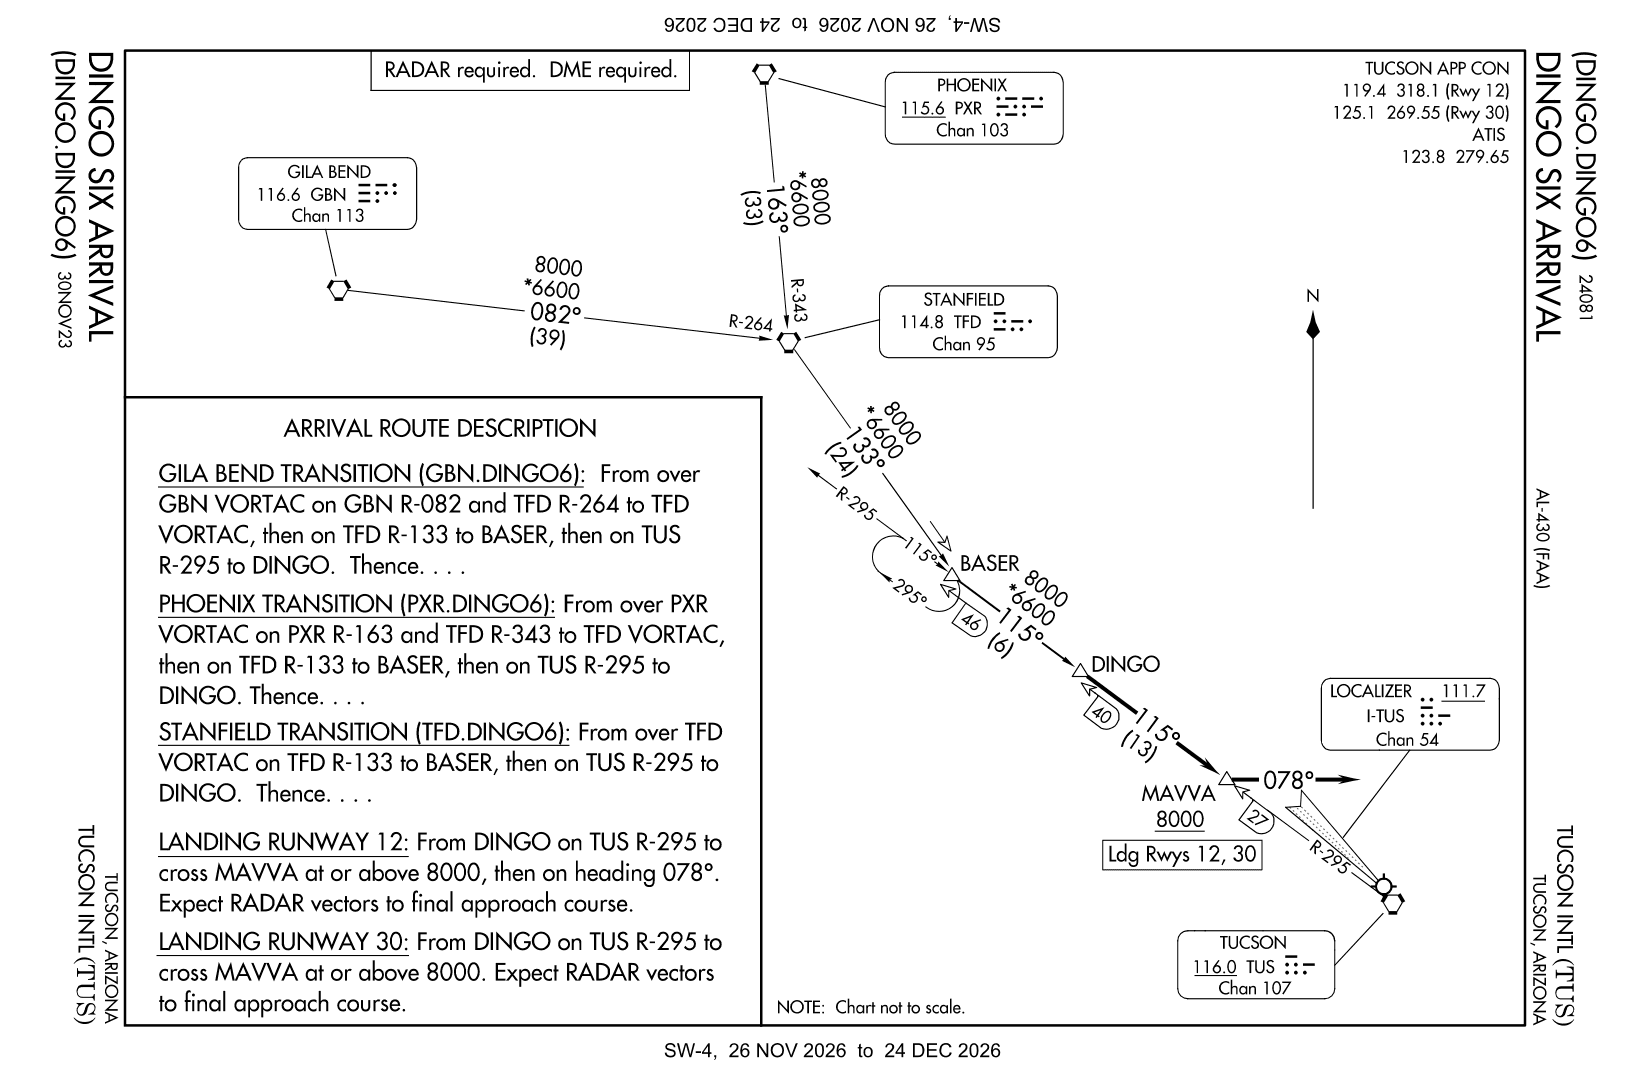 SW-4, 26 NOV 2026 to 24 DEC 2026
(DINGO.DINGO6) 30NOV23
DINGO SIX ARRIVAL
TUCSON INTL (TUS)
TUCSON, ARIZONA
RADAR required. DME required.
PHOENIX
115.6 PXR
Chan 103
TUCSON APP CON
119.4 318.1 (Rwy 12)
125.1 269.55 (Rwy 30)
ATIS
123.8 279.65
GILA BEND
116.6 GBN
Chan 113
8000
*6600
163°
(33)
R-343
8000
*6600
082°
(39)
R-264
STANFIELD
114.8 TFD
Chan 95
N
8000
*6600
133°
(24)
R-295
115°
295°
BASER
46
8000
*6600
115°
(6)
DINGO
40
115°
(13)
MAVVA
8000
Ldg Rwys 12, 30
078°
27
R-295
LOCALIZER 111.7
I-TUS
Chan 54
TUCSON
116.0 TUS
Chan 107
NOTE: Chart not to scale.
ARRIVAL ROUTE DESCRIPTION
GILA BEND TRANSITION (GBN.DINGO6): From over
GBN VORTAC on GBN R-082 and TFD R-264 to TFD
VORTAC, then on TFD R-133 to BASER, then on TUS
R-295 to DINGO. Thence. . . .
PHOENIX TRANSITION (PXR.DINGO6): From over PXR
VORTAC on PXR R-163 and TFD R-343 to TFD VORTAC,
then on TFD R-133 to BASER, then on TUS R-295 to
DINGO. Thence. . . .
STANFIELD TRANSITION (TFD.DINGO6): From over TFD
VORTAC on TFD R-133 to BASER, then on TUS R-295 to
DINGO. Thence. . . .
LANDING RUNWAY 12: From DINGO on TUS R-295 to
cross MAVVA at or above 8000, then on heading 078°.
Expect RADAR vectors to final approach course.
LANDING RUNWAY 30: From DINGO on TUS R-295 to
cross MAVVA at or above 8000. Expect RADAR vectors
to final approach course.
(DINGO.DINGO6) 24081
DINGO SIX ARRIVAL
AL-430 (FAA)
TUCSON INTL (TUS)
TUCSON, ARIZONA
SW-4, 26 NOV 2026 to 24 DEC 2026